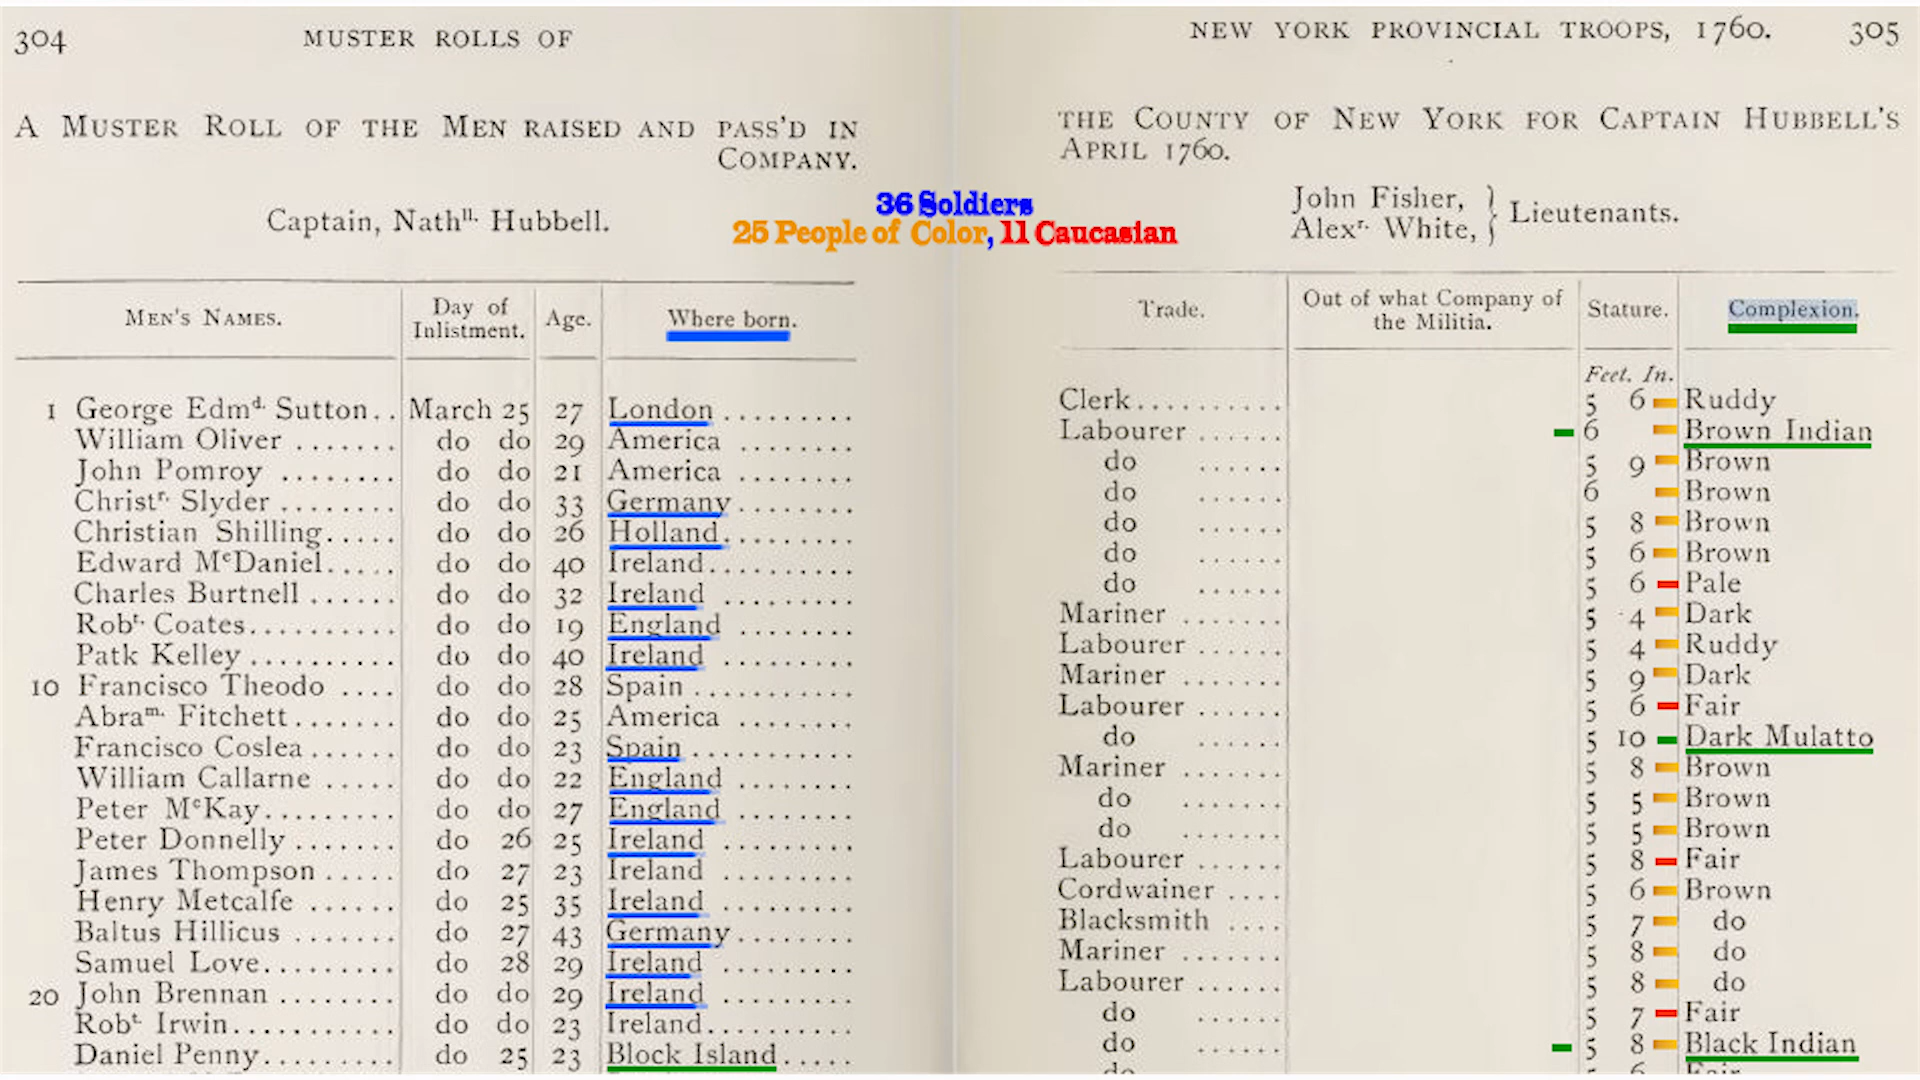 304 MUSTER ROLLS OF
A MUSTER ROLL OF THE MEN RAISED AND PASS'D IN
COMPANY.
Captain, Nathll. Hubbell.
MEN'S NAMES. Day of Inlistment. Age. Where born.
1 George Edmd. Sutton.. March 25 27 London .........
William Oliver ....... do do 29 America ........
John Pomroy ........ do do 21 America ........
Christr. Slyder ........ do do 33 Germany ........
Christian Shilling..... do do 26 Holland.........
Edward McDaniel..... do do 40 Ireland..........
Charles Burtnell ...... do do 32 Ireland .........
Robt. Coates.......... do do 19 England ........
Patk Kelley .......... do do 40 Ireland .........
10 Francisco Theodo .... do do 28 Spain ...........
Abram. Fitchett....... do do 25 America ........
Francisco Coslea ...... do do 23 Spain ...........
William Callarne ..... do do 22 England ........
Peter McKay......... do do 27 England ........
Peter Donnelly ....... do 26 25 Ireland .........
James Thompson ..... do 27 23 Ireland .........
Henry Metcalfe ...... do 25 35 Ireland .........
Baltus Hillicus ....... do 27 43 Germany ........
Samuel Love......... do 28 29 Ireland .........
20 John Brennan ........ do do 29 Ireland .........
Robt. Irwin........... do do 23 Ireland..........
Daniel Penny......... do 25 23 Block Island.....
36 Soldiers
25 People of Color, 11 Caucasian
NEW YORK PROVINCIAL TROOPS, 1760. 305
THE COUNTY OF NEW YORK FOR CAPTAIN HUBBELL'S
APRIL 1760.
John Fisher,
Alexr. White, } Lieutenants.
Trade. Out of what Company of the Militia. Stature. Complexion.
Feet. In.
Clerk.......... 5 6 Ruddy
Labourer ...... 6 Brown Indian
do ...... 5 9 Brown
do ...... 6 Brown
do ...... 5 8 Brown
do ...... 5 6 Brown
do ...... 5 6 Pale
Mariner ....... 5 4 Dark
Labourer ...... 5 4 Ruddy
Mariner ....... 5 9 Dark
Labourer ...... 5 6 Fair
do ...... 5 10 Dark Mulatto
Mariner ....... 5 8 Brown
do ....... 5 5 Brown
do ....... 5 5 Brown
Labourer ...... 5 8 Fair
Cordwainer .... 5 6 Brown
Blacksmith .... 5 7 do
Mariner ....... 5 8 do
Labourer ...... 5 8 do
do ...... 5 7 Fair
do ...... 5 8 Black Indian